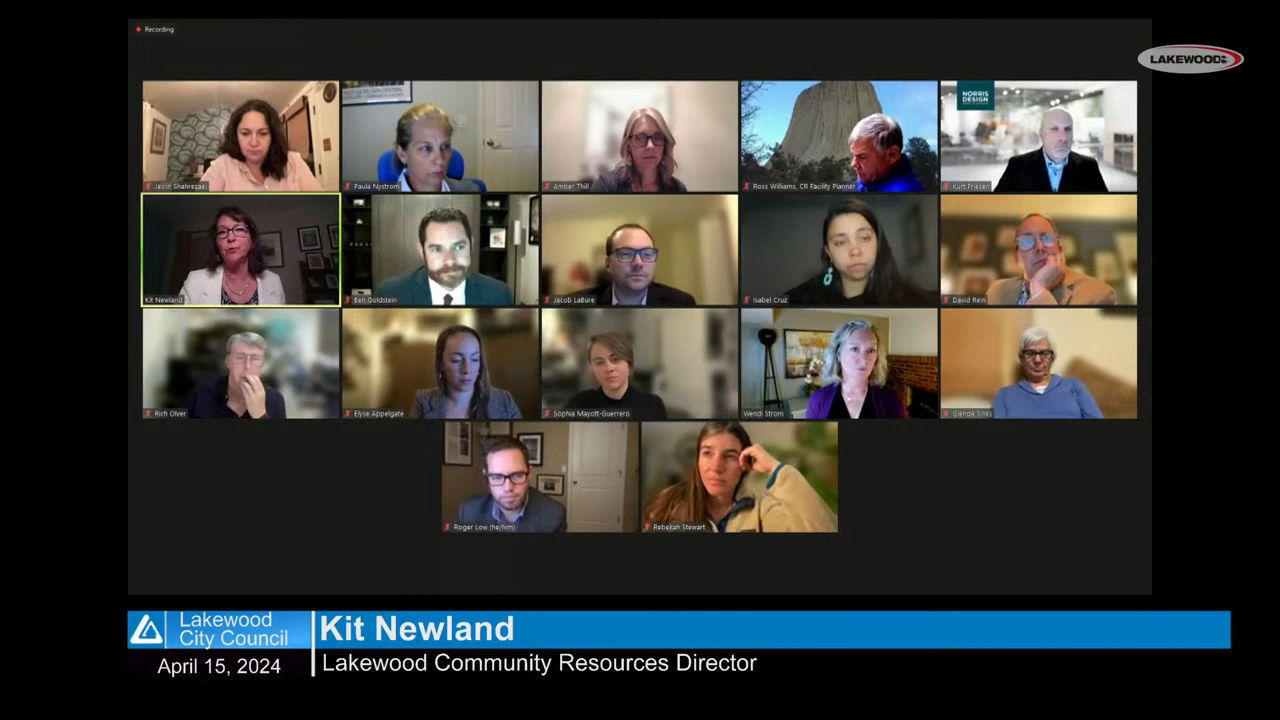 Recording
LAKEWOOD
NORRIS
DESIGN
Jeslin Shahrezaei
Paula Nystrom
Amber Thill
Ross Williams, CR Facility Planner
Kurt Friesen
Kit Newland
Ben Goldstein
Jacob LaBure
Isabel Cruz
David Rein
Rich Olver
Elyse Appelgate
Sophia Mayott-Guerrero
Wendi Strom
Glenda Sinks
Roger Low (he/him)
Rebekah Stewart
Lakewood
City Council
Kit Newland
April 15, 2024
Lakewood Community Resources Director